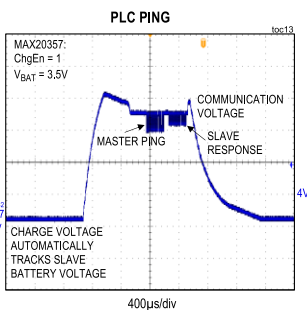 PLC PING
toc13
MAX20357:
ChgEn = 1
VBAT = 3.5V
COMMUNICATION
VOLTAGE
MASTER PING
SLAVE
RESPONSE
4V
CHARGE VOLTAGE
AUTOMATICALLY
TRACKS SLAVE
BATTERY VOLTAGE
400µs/div